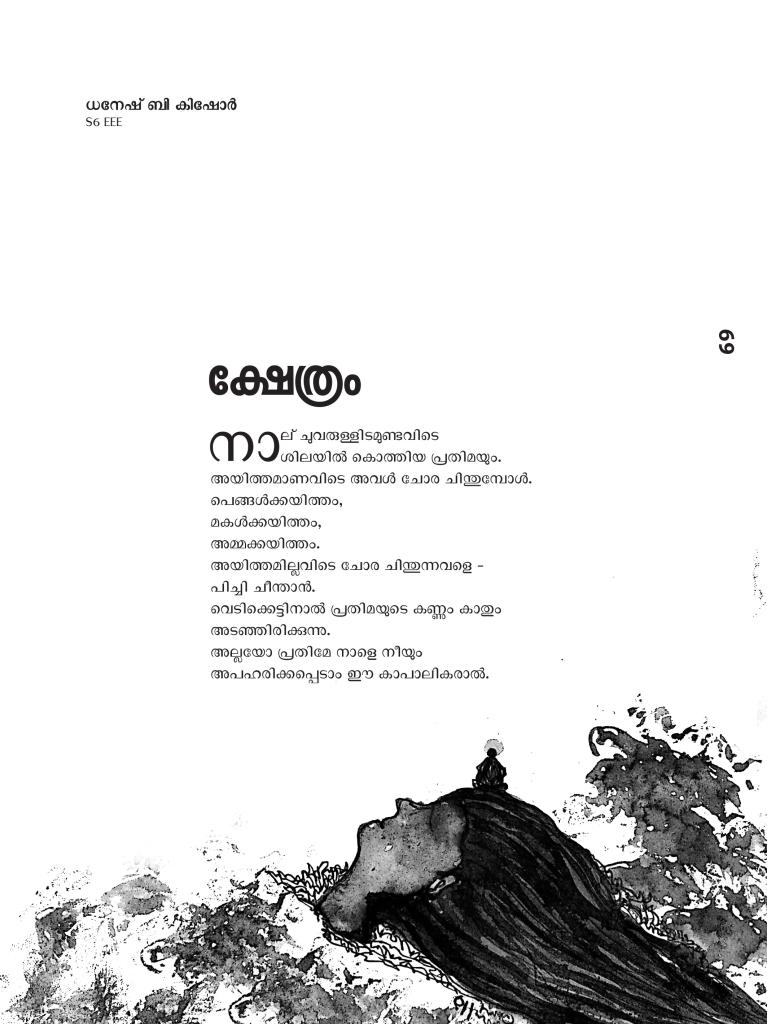 ധനേഷ് ബി കിഷോർ
S6 EEE
69
ക്ഷേത്രം
നാല് ചുവരുള്ളിടമുണ്ടവിടെ
ശിലയിൽ കൊത്തിയ പ്രതിമയും.
അയിത്തമാണവിടെ അവൾ ചോര ചിന്തുമ്പോൾ.
പെങ്ങൾക്കയിത്തം,
മകൾക്കയിത്തം,
അമ്മക്കയിത്തം.
അയിത്തമില്ലവിടെ ചോര ചിന്തുന്നവളെ -
പിച്ചി ചീന്താൻ.
വെടിക്കെട്ടിനാൽ പ്രതിമയുടെ കണ്ണും കാതും
അടഞ്ഞിരിക്കുന്നു.
അല്ലയോ പ്രതിമേ നാളെ നീയും
അപഹരിക്കപ്പെടാം ഈ കാപാലികരാൽ.